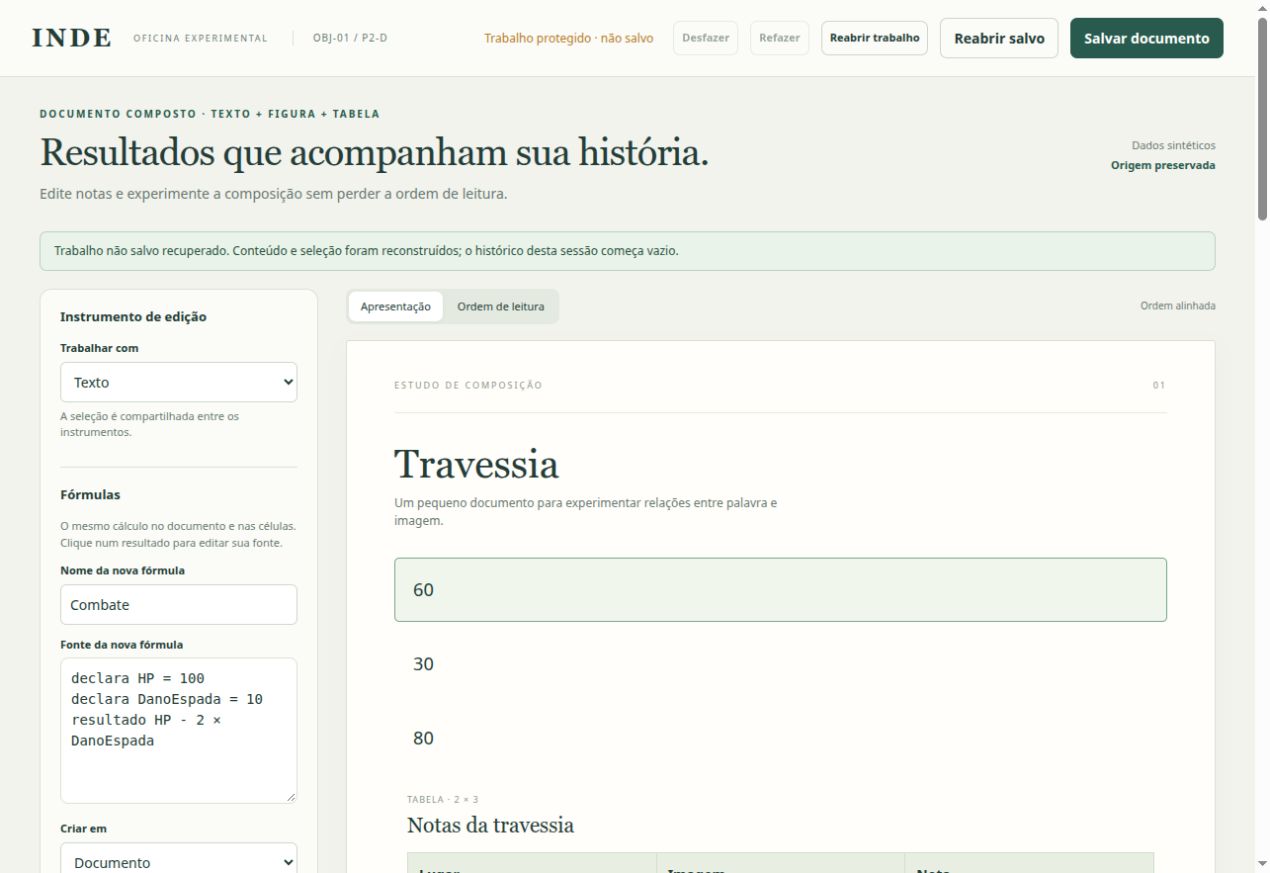 INDE OFICINA EXPERIMENTAL OBJ-01 / P2-D Trabalho protegido · não salvo Desfazer Refazer Reabrir trabalho Reabrir salvo Salvar documento
DOCUMENTO COMPOSTO · TEXTO + FIGURA + TABELA
Resultados que acompanham sua história.
Edite notas e experimente a composição sem perder a ordem de leitura.
Dados sintéticos
Origem preservada
Trabalho não salvo recuperado. Conteúdo e seleção foram reconstruídos; o histórico desta sessão começa vazio.
Instrumento de edição
Trabalhar com
Texto
A seleção é compartilhada entre os
instrumentos.
Fórmulas
O mesmo cálculo no documento e nas células.
Clique num resultado para editar sua fonte.
Nome da nova fórmula
Combate
Fonte da nova fórmula
declara HP = 100
declara DanoEspada = 10
resultado HP - 2 ×
DanoEspada
Criar em
Documento
Apresentação Ordem de leitura Ordem alinhada
ESTUDO DE COMPOSIÇÃO 01
Travessia
Um pequeno documento para experimentar relações entre palavra e
imagem.
60
30
80
TABELA · 2 × 3
Notas da travessia
Lugar Imagem Nota